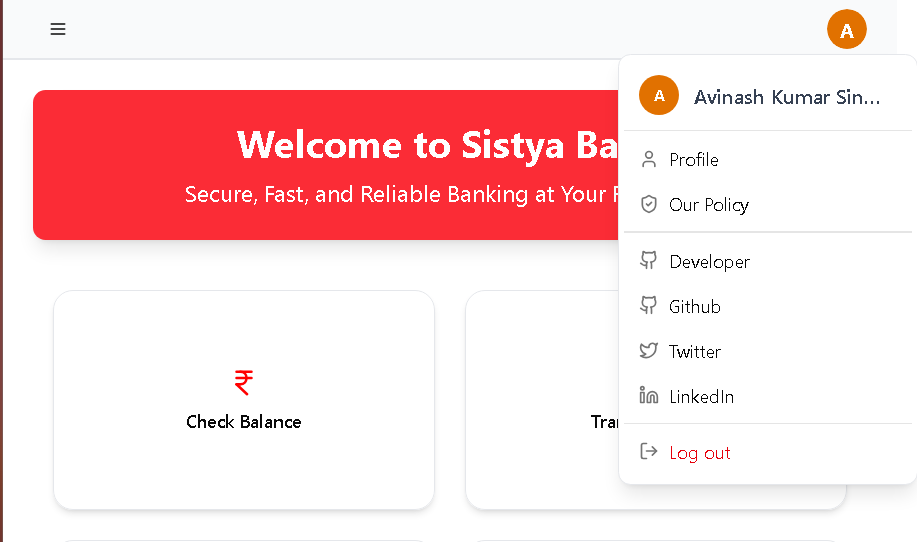 A
A
Avinash Kumar Sin...
Welcome to Sistya Ba
Secure, Fast, and Reliable Banking at Your
Profile
Our Policy
Developer
Github
Twitter
LinkedIn
Log out
₹
Check Balance
Tra